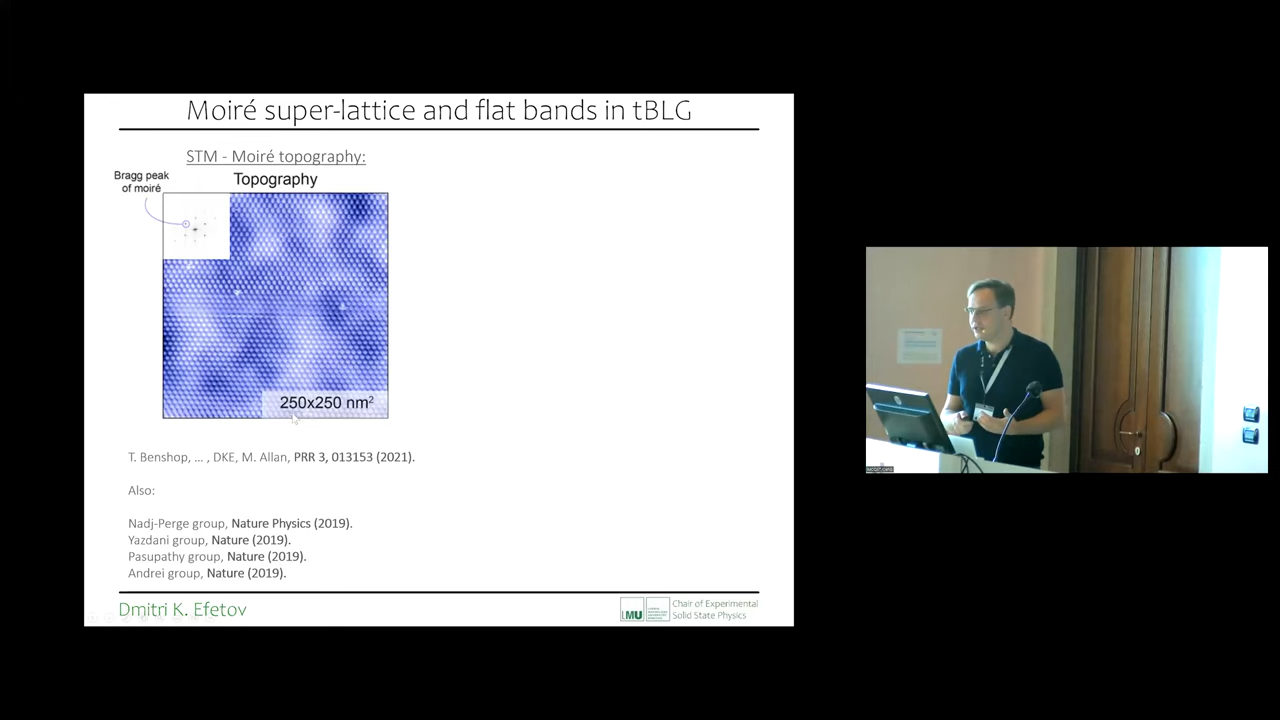 Moiré super-lattice and flat bands in tBLG
STM - Moiré topography:
Bragg peak
of moiré
Topography
250x250 nm²
T. Benshop, ... , DKE, M. Allan, PRR 3, 013153 (2021).
Also:
Nadj-Perge group, Nature Physics (2019).
Yazdani group, Nature (2019).
Pasupathy group, Nature (2019).
Andrei group, Nature (2019).
Dmitri K. Efetov
LMU
Chair of Experimental
Solid State Physics